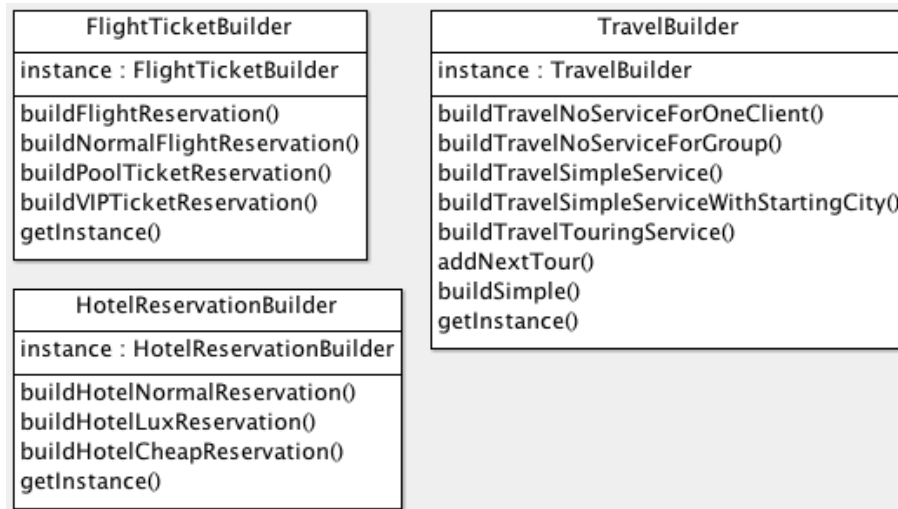 FlightTicketBuilder
instance : FlightTicketBuilder
buildFlightReservation()
buildNormalFlightReservation()
buildPoolTicketReservation()
buildVIPTicketReservation()
getInstance()
HotelReservationBuilder
instance : HotelReservationBuilder
buildHotelNormalReservation()
buildHotelLuxReservation()
buildHotelCheapReservation()
getInstance()
TravelBuilder
instance : TravelBuilder
buildTravelNoServiceForOneClient()
buildTravelNoServiceForGroup()
buildTravelSimpleService()
buildTravelSimpleServiceWithStartingCity()
buildTravelTouringService()
addNextTour()
buildSimple()
getInstance()